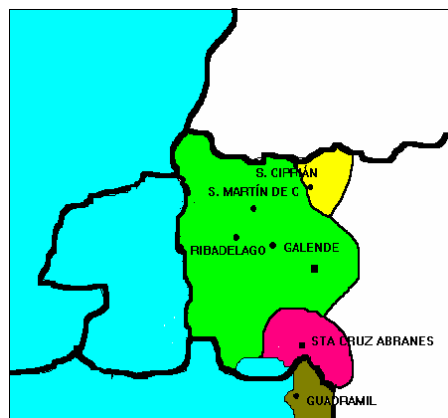 S. CIPRIÁN
S. MARTÍN DE C
RIBADELAGO
GALENDE
STA CRUZ ABRANES
GUADRAMIL